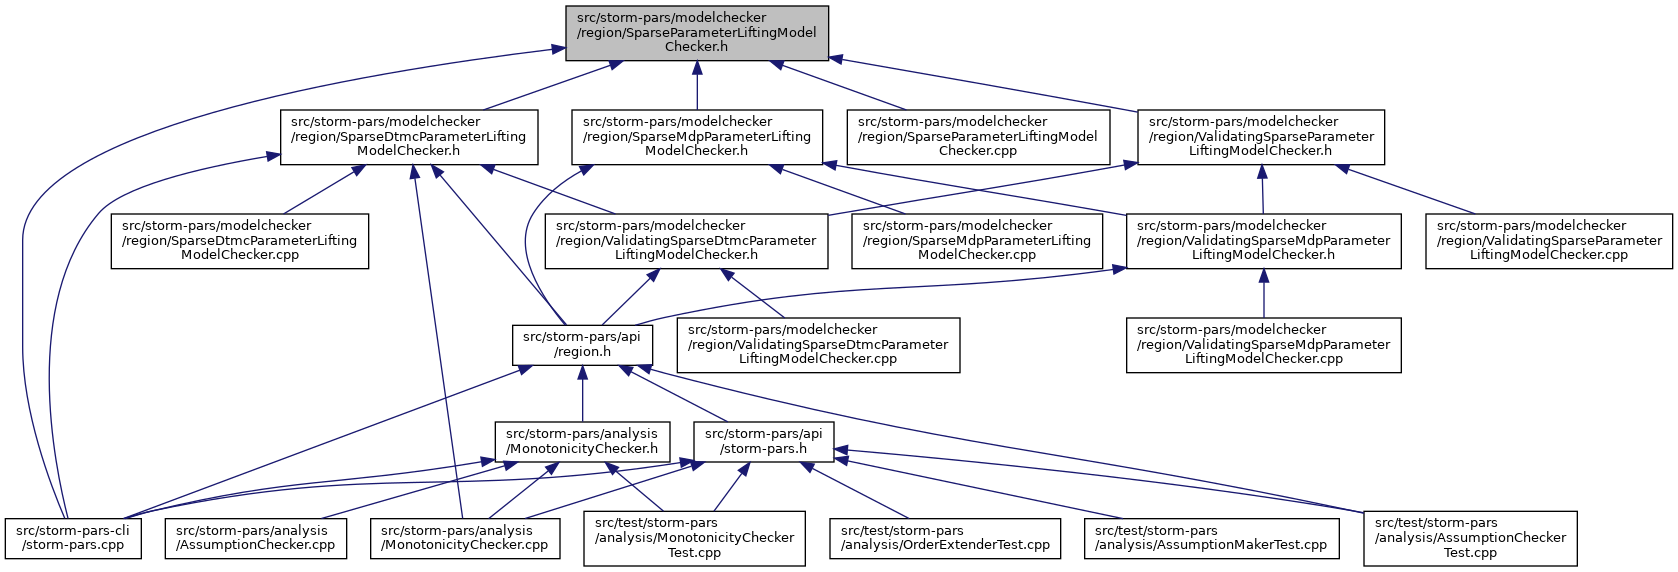 src/storm-pars/modelchecker
/region/SparseParameterLiftingModel
Checker.h
src/storm-pars/modelchecker
/region/SparseDtmcParameterLifting
ModelChecker.h
src/storm-pars/modelchecker
/region/SparseMdpParameterLifting
ModelChecker.h
src/storm-pars/modelchecker
/region/SparseParameterLiftingModel
Checker.cpp
src/storm-pars/modelchecker
/region/ValidatingSparseParameter
LiftingModelChecker.h
src/storm-pars/modelchecker
/region/SparseDtmcParameterLifting
ModelChecker.cpp
src/storm-pars/modelchecker
/region/ValidatingSparseDtmcParameter
LiftingModelChecker.h
src/storm-pars/modelchecker
/region/SparseMdpParameterLifting
ModelChecker.cpp
src/storm-pars/modelchecker
/region/ValidatingSparseMdpParameter
LiftingModelChecker.h
src/storm-pars/modelchecker
/region/ValidatingSparseParameter
LiftingModelChecker.cpp
src/storm-pars/api
/region.h
src/storm-pars/modelchecker
/region/ValidatingSparseDtmcParameter
LiftingModelChecker.cpp
src/storm-pars/modelchecker
/region/ValidatingSparseMdpParameter
LiftingModelChecker.cpp
src/storm-pars/analysis
/MonotonicityChecker.h
src/storm-pars/api
/storm-pars.h
src/storm-pars-cli
/storm-pars.cpp
src/storm-pars/analysis
/AssumptionChecker.cpp
src/storm-pars/analysis
/MonotonicityChecker.cpp
src/test/storm-pars
/analysis/MonotonicityChecker
Test.cpp
src/test/storm-pars
/analysis/OrderExtenderTest.cpp
src/test/storm-pars
/analysis/AssumptionMakerTest.cpp
src/test/storm-pars
/analysis/AssumptionChecker
Test.cpp